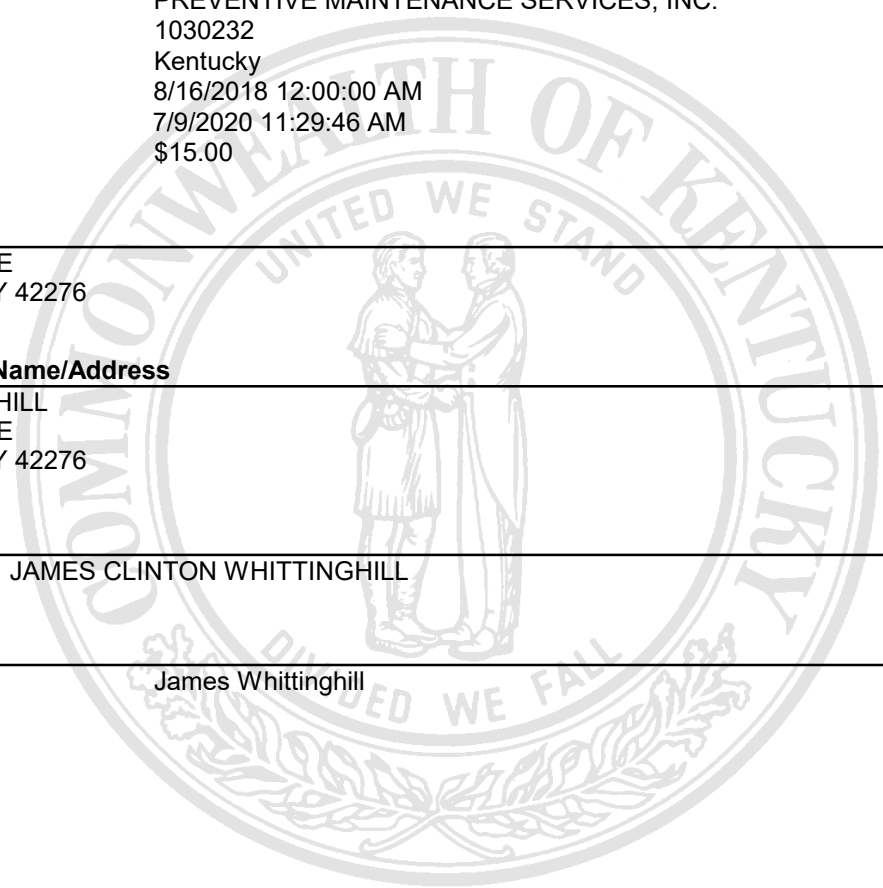 PREVENTIVE MAINTENANCE SERVICES, INC.
1030232
Kentucky
8/16/2018 12:00:00 AM
7/9/2020 11:29:46 AM
$15.00
COMMONWEALTH OF KENTUCKY
UNITED WE STAND
E
Y 42276
Name/Address
HILL
E
Y 42276
JAMES CLINTON WHITTINGHILL
James Whittinghill
DIVIDED WE FALL